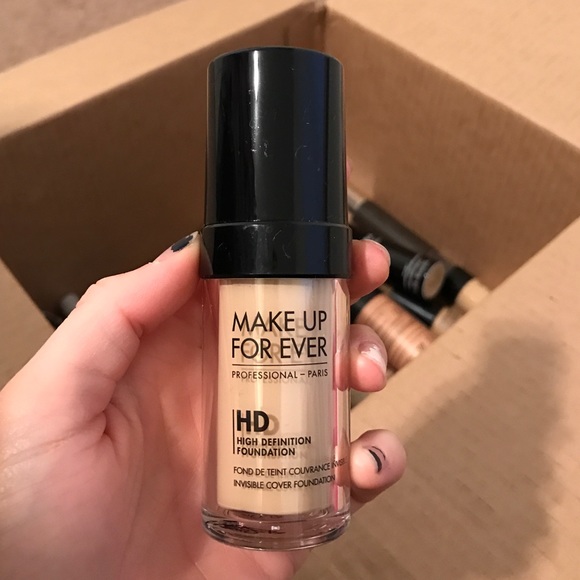 MAKE UP
FOR EVER
PROFESSIONAL – PARIS
HD
HIGH DEFINITION
FOUNDATION
FOND DE TEINT COUVRANCE
INVISIBLE COVER FOUNDATION